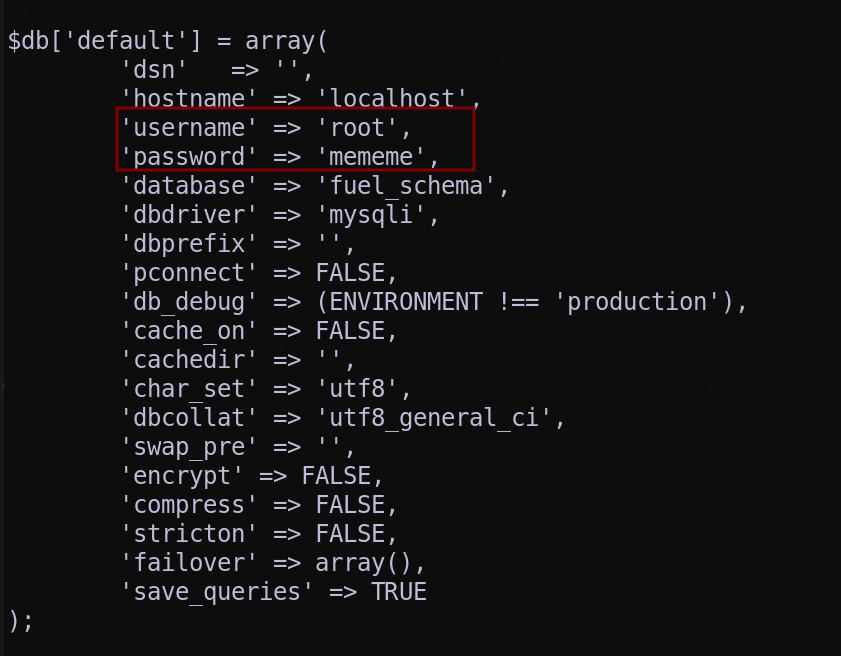 $db['default'] = array(
        'dsn'   => '',
        'hostname' => 'localhost',
        'username' => 'root',
        'password' => 'mememe',
        'database' => 'fuel_schema',
        'dbdriver' => 'mysqli',
        'dbprefix' => '',
        'pconnect' => FALSE,
        'db_debug' => (ENVIRONMENT !== 'production'),
        'cache_on' => FALSE,
        'cachedir' => '',
        'char_set' => 'utf8',
        'dbcollat' => 'utf8_general_ci',
        'swap_pre' => '',
        'encrypt' => FALSE,
        'compress' => FALSE,
        'stricton' => FALSE,
        'failover' => array(),
        'save_queries' => TRUE
);